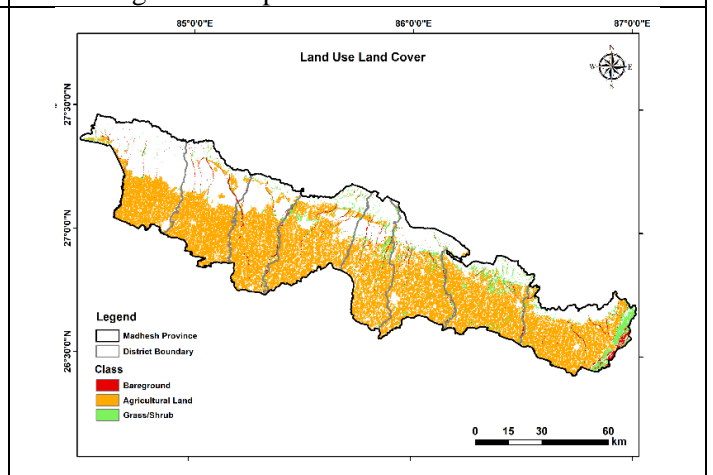 85°0'0"E 86°0'0"E 87°0'0"E
Land Use Land Cover
N
W E
S
27°30'0"N
27°0'0"N
26°30'0"N
Legend
Madhesh Province
District Boundary
Class
Bareground
Agricultural Land
Grass/Shrub
0 15 30 60
km